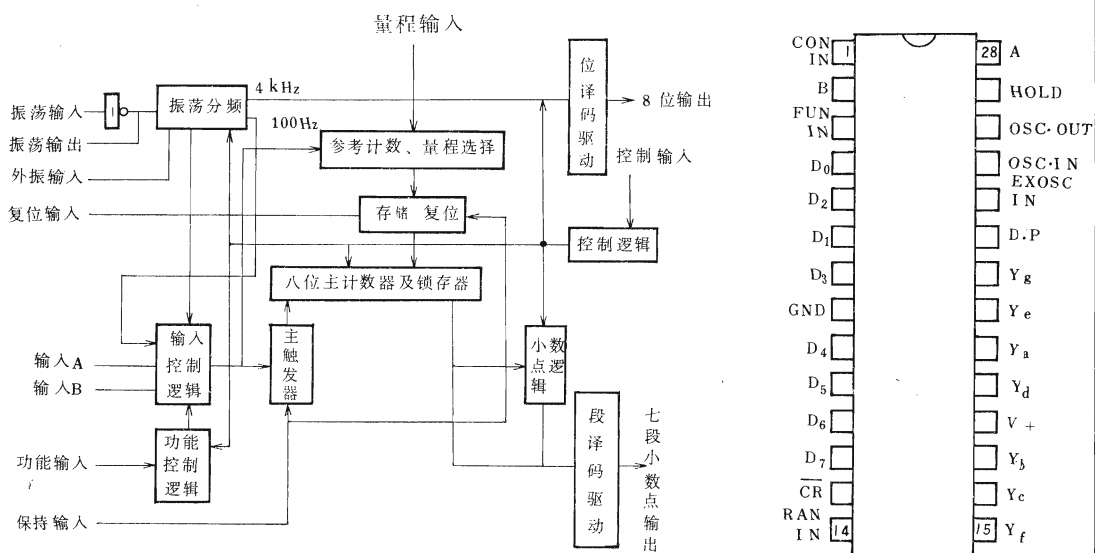 量程输入
4 kHz
位译码驱动
8 位输出
振荡输入
1
振荡分频
振荡输出
100Hz
参考计数、量程选择
控制输入
外振输入
复位输入
存储 复位
控制逻辑
八位主计数器及锁存器
输入A
输入B
输入控制逻辑
主触发器
小数点逻辑
功能输入
功能控制逻辑
段译码驱动
七段小数点输出
保持输入
CON IN
1
28
A
B
HOLD
FUN IN
OSC·OUT
D0
OSC·IN
D2
EXOSC IN
D1
D.P
D3
Yg
GND
Ye
D4
Ya
D5
Yd
D6
V+
D7
Yb
CR
Yc
RAN IN
14
15
Yf